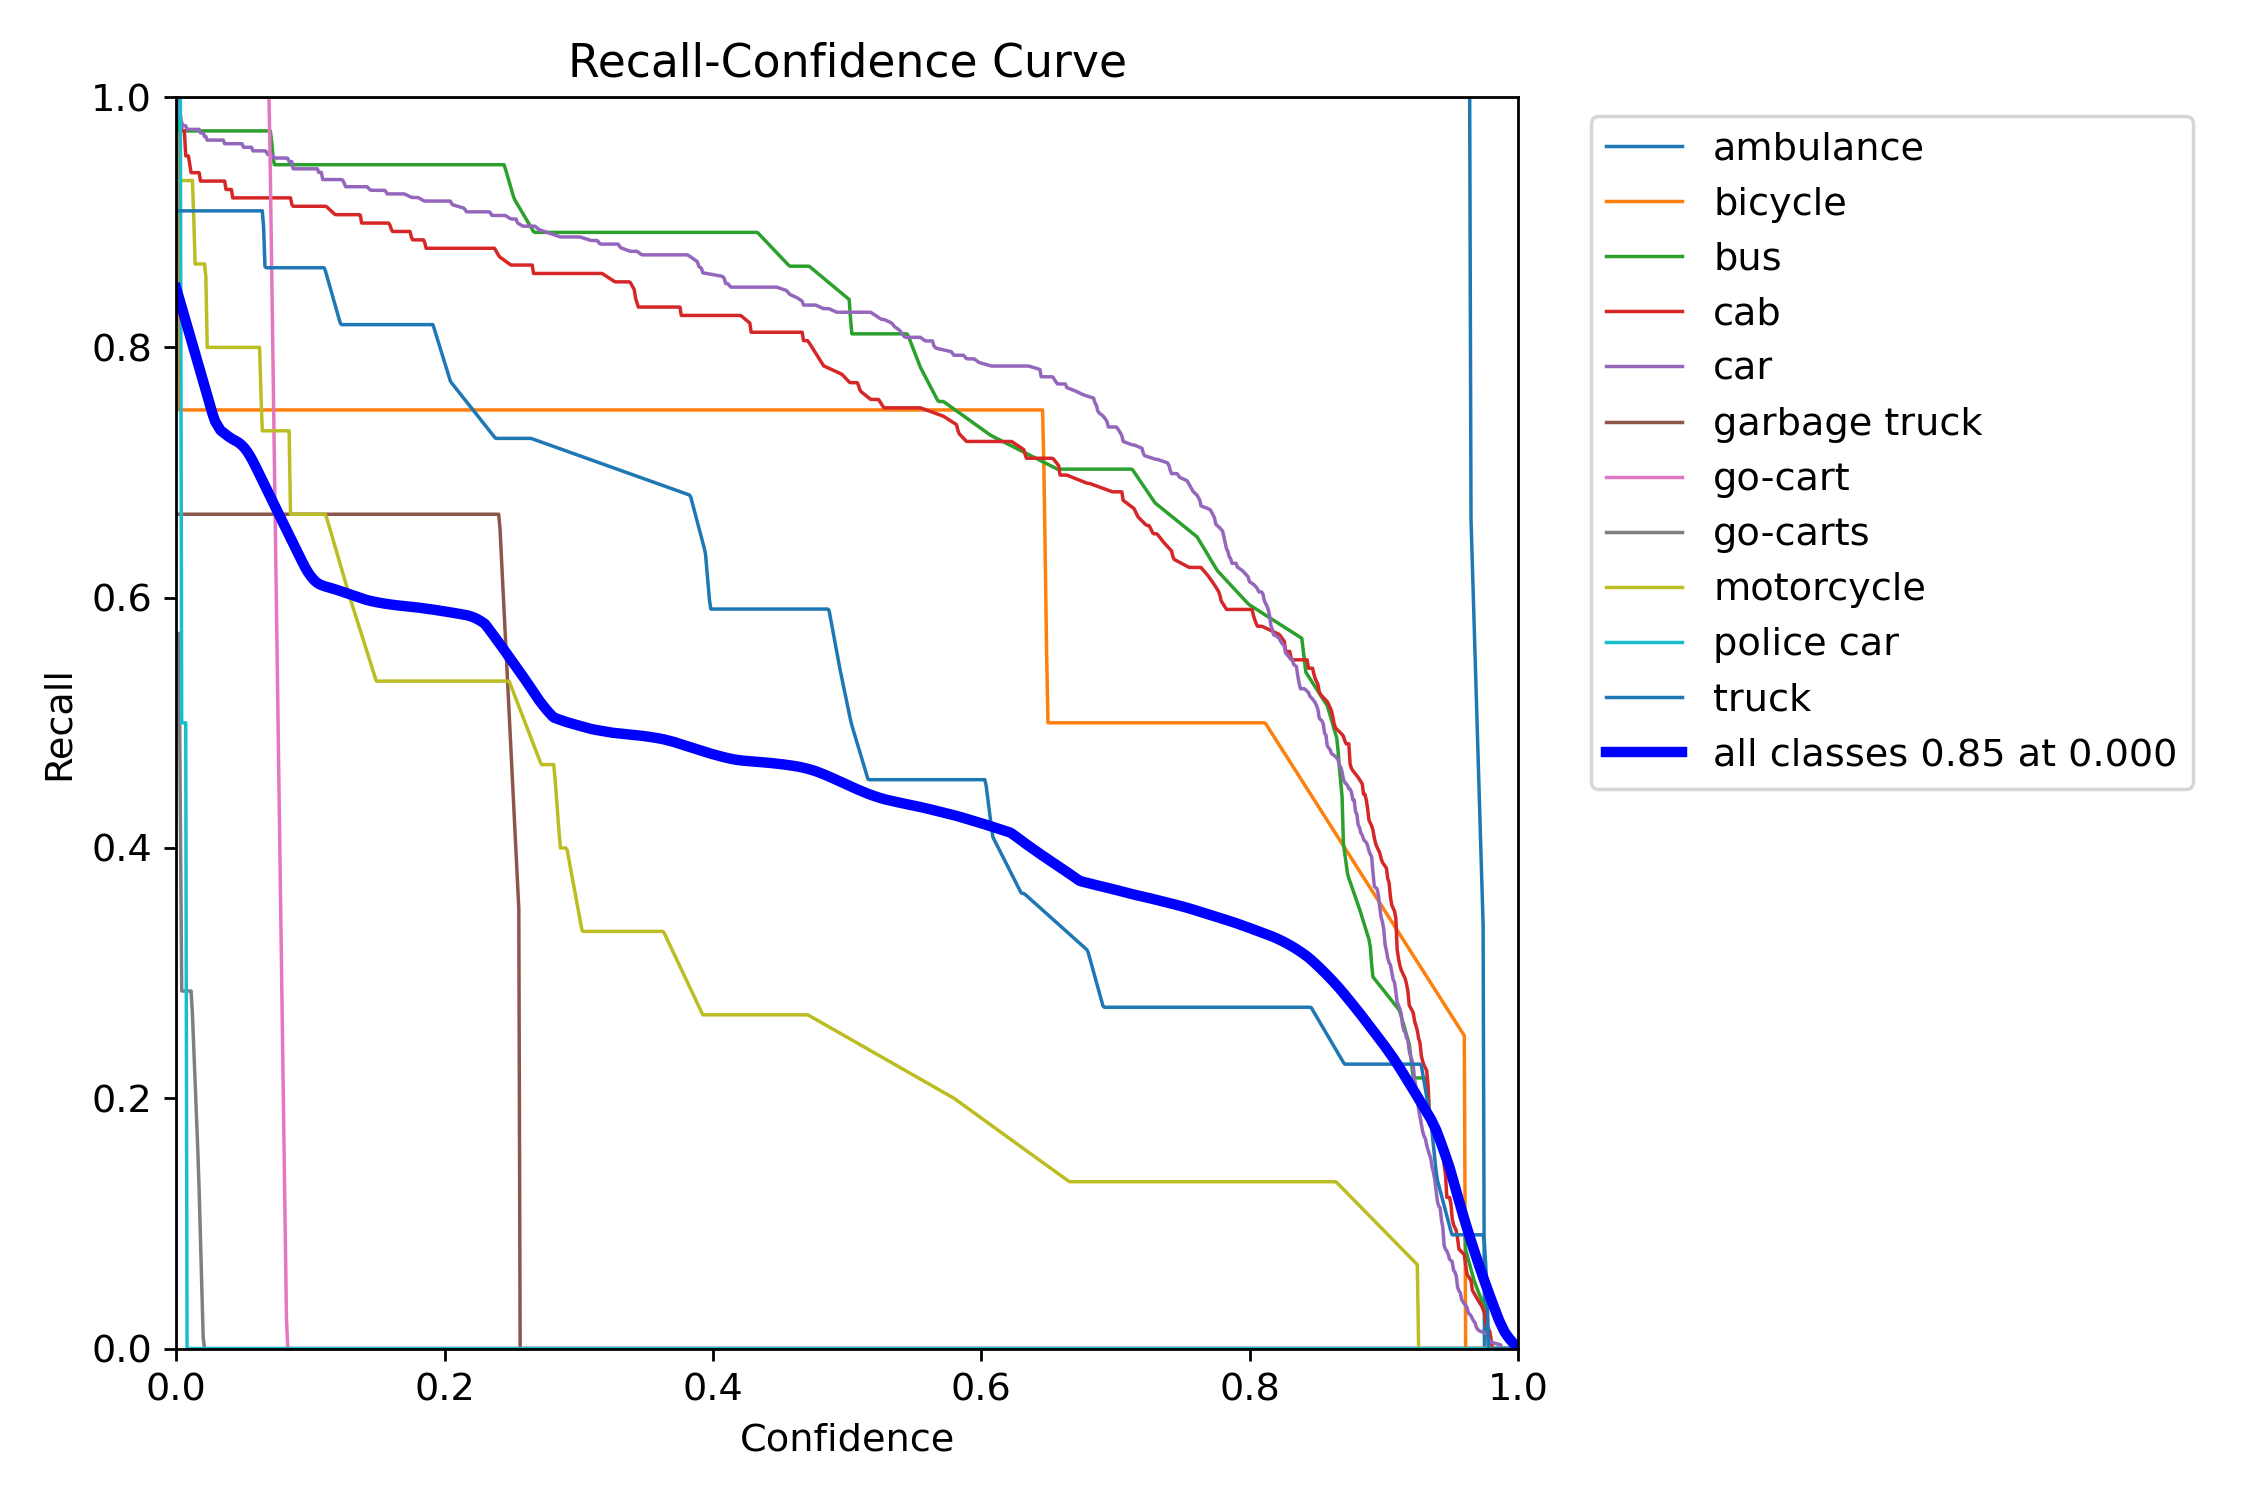 Recall-Confidence Curve
1.0
0.8
0.6
0.4
0.2
0.0
Recall
0.0 0.2 0.4 0.6 0.8 1.0
Confidence
ambulance
bicycle
bus
cab
car
garbage truck
go-cart
go-carts
motorcycle
police car
truck
all classes 0.85 at 0.000